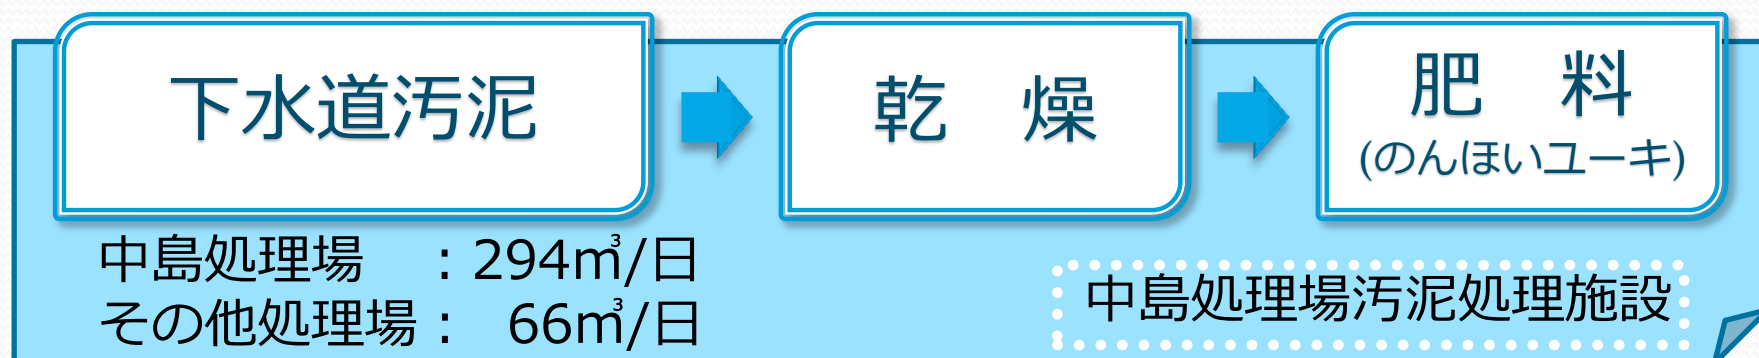 下水道汚泥
乾　燥
肥　料
(のんほいユーキ)
中島処理場　：294㎥/日
その他処理場：　66㎥/日
中島処理場汚泥処理施設